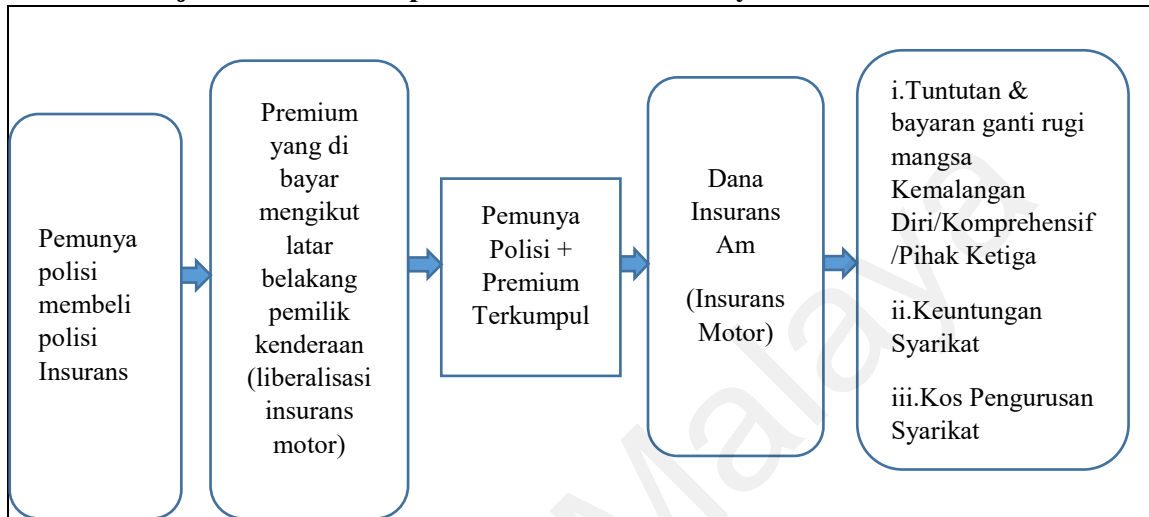 Pemunya
polisi
membeli
polisi
Insurans
Premium
yang di
bayar
mengikut
latar
belakang
pemilik
kenderaan
(liberalisasi
insurans
motor)
Pemunya
Polisi +
Premium
Terkumpul
Dana
Insurans
Am
(Insurans
Motor)
i.Tuntutan &
bayaran ganti rugi
mangsa
Kemalangan
Diri/Komprehensif
/Pihak Ketiga
ii.Keuntungan
Syarikat
iii.Kos Pengurusan
Syarikat
Malaya